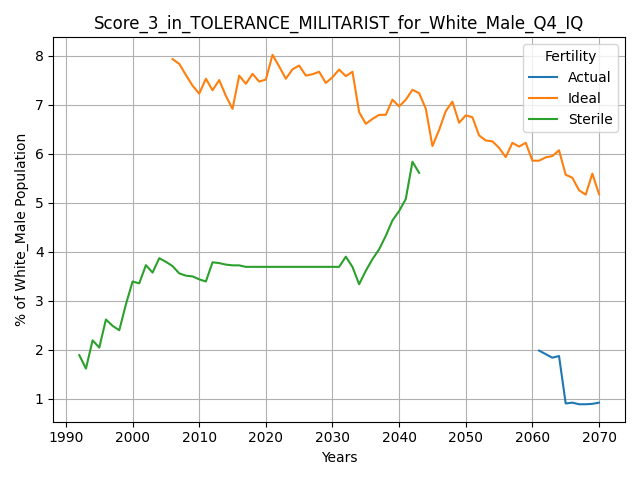 Score_3_in_TOLERANCE_MILITARIST_for_White_Male_Q4_IQ
Fertility
Actual
Ideal
Sterile
% of White_Male Population
8
7
6
5
4
3
2
1
1990 2000 2010 2020 2030 2040 2050 2060 2070
Years